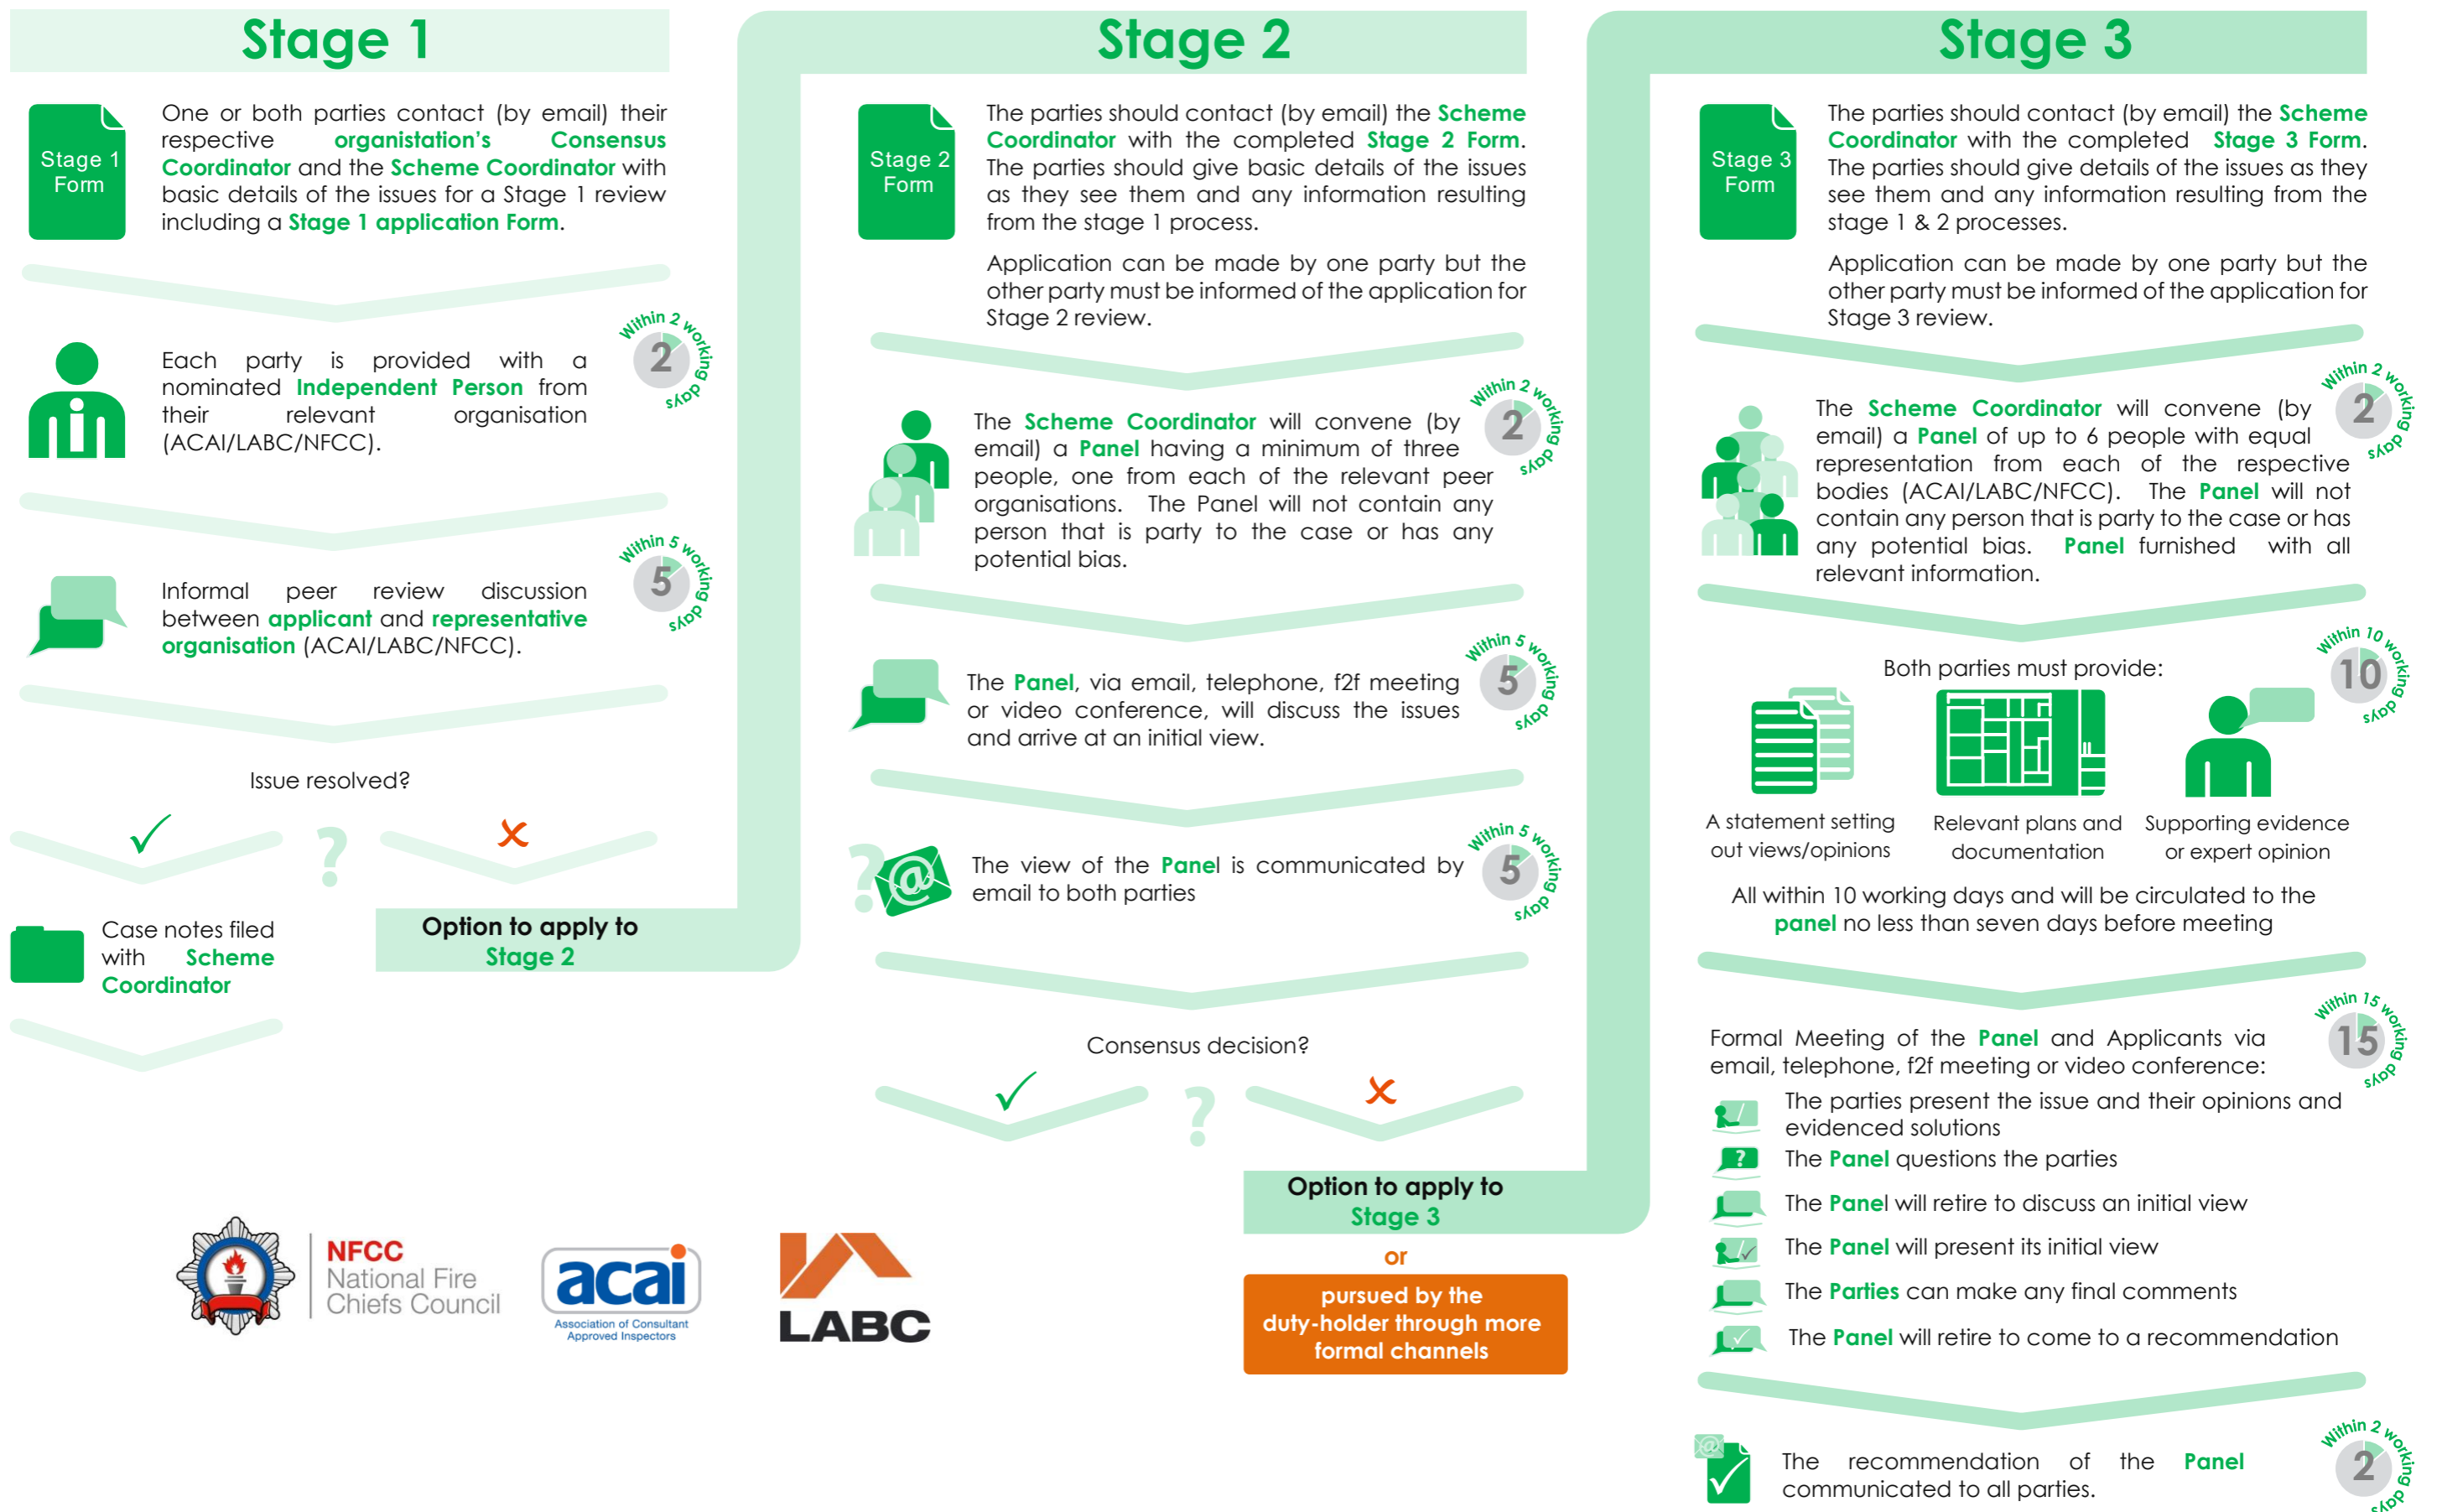 Stage 1
Stage 1
Form
One or both parties contact (by email) their
respective organistation's Consensus
Coordinator and the Scheme Coordinator with
basic details of the issues for a Stage 1 review
including a Stage 1 application Form.
Each party is provided with a
nominated Independent Person from
their relevant organisation
(ACAI/LABC/NFCC).
Within 2 working days
2
Informal peer review discussion
between applicant and representative
organisation (ACAI/LABC/NFCC).
Within 5 working days
5
Issue resolved?
?
Case notes filed
with Scheme
Coordinator
Option to apply to
Stage 2
Stage 2
Stage 2
Form
The parties should contact (by email) the Scheme
Coordinator with the completed Stage 2 Form.
The parties should give basic details of the issues
as they see them and any information resulting
from the stage 1 process.
Application can be made by one party but the
other party must be informed of the application for
Stage 2 review.
The Scheme Coordinator will convene (by
email) a Panel having a minimum of three
people, one from each of the relevant peer
organisations. The Panel will not contain any
person that is party to the case or has any
potential bias.
Within 2 working days
2
The Panel, via email, telephone, f2f meeting
or video conference, will discuss the issues
and arrive at an initial view.
Within 5 working days
5
?
@
The view of the Panel is communicated by
email to both parties
Within 5 working days
5
Consensus decision?
?
Option to apply to
Stage 3
or
pursued by the
duty-holder through more
formal channels
Stage 3
Stage 3
Form
The parties should contact (by email) the Scheme
Coordinator with the completed Stage 3 Form.
The parties should give details of the issues as they
see them and any information resulting from the
stage 1 & 2 processes.
Application can be made by one party but the
other party must be informed of the application for
Stage 3 review.
The Scheme Coordinator will convene (by
email) a Panel of up to 6 people with equal
representation from each of the respective
bodies (ACAI/LABC/NFCC). The Panel will not
contain any person that is party to the case or has
any potential bias. Panel furnished with all
relevant information.
Within 2 working days
2
Both parties must provide:
Within 10 working days
10
A statement setting
out views/opinions
Relevant plans and
documentation
Supporting evidence
or expert opinion
All within 10 working days and will be circulated to the
panel no less than seven days before meeting
Formal Meeting of the Panel and Applicants via
email, telephone, f2f meeting or video conference:
Within 15 working days
15
The parties present the issue and their opinions and
evidenced solutions
?
The Panel questions the parties
The Panel will retire to discuss an initial view
The Panel will present its initial view
The Parties can make any final comments
The Panel will retire to come to a recommendation
@
The recommendation of the Panel
communicated to all parties.
Within 2 working days
2
NFCC
National Fire
Chiefs Council
acai
Association of Consultant
Approved Inspectors
LABC